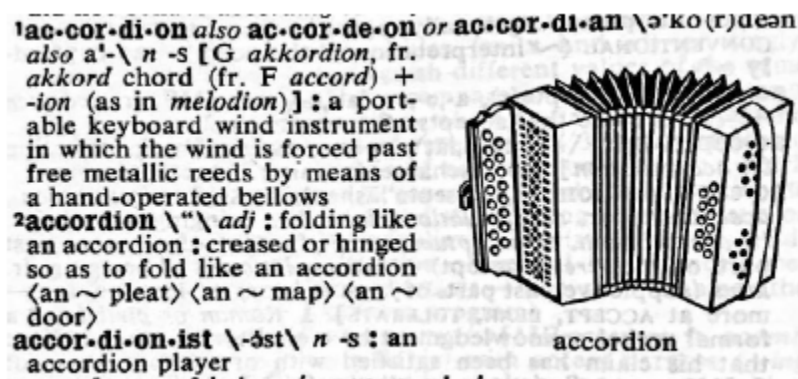 ¹ac·cor·di·on also ac·cor·de·on or ac·cor·di·an \ə'kȯ(r)dēən
also a'-\ n -s [G akkordion, fr.
akkord chord (fr. F accord) +
-ion (as in melodion)] : a port-
able keyboard wind instrument
in which the wind is forced past
free metallic reeds by means of
a hand-operated bellows
²accordion \"\ adj : folding like
an accordion : creased or hinged
so as to fold like an accordion
⟨an ~ pleat⟩ ⟨an ~ map⟩ ⟨an ~
door⟩
ac·cor·di·on·ist \-ə̇st\ n -s : an
accordion player
accordion